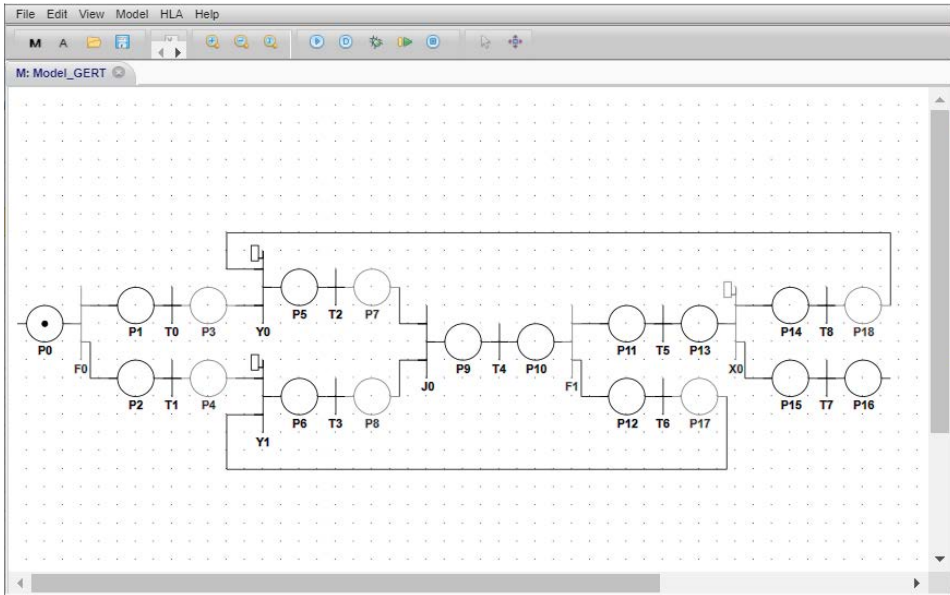 File Edit View Model HLA Help
M A D
M: Model_GERT
P0
F0
P1 T0 P3
P2 T1 P4
Y0
Y1
P5 T2 P7
P6 T3 P8
J0
P9 T4 P10
F1
P11 T5 P13
P12 T6 P17
X0
P14 T8 P18
P15 T7 P16